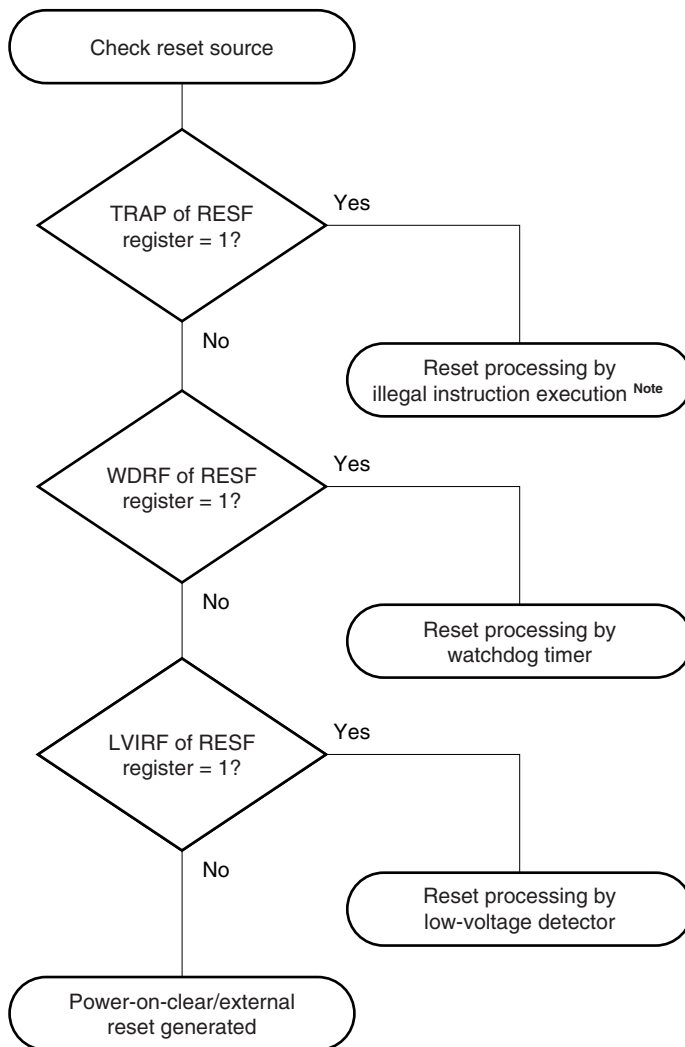 Check reset source
TRAP of RESF
register = 1?
Yes
No
Reset processing by
illegal instruction execution Note
WDRF of RESF
register = 1?
Yes
No
Reset processing by
watchdog timer
LVIRF of RESF
register = 1?
Yes
No
Reset processing by
low-voltage detector
Power-on-clear/external
reset generated